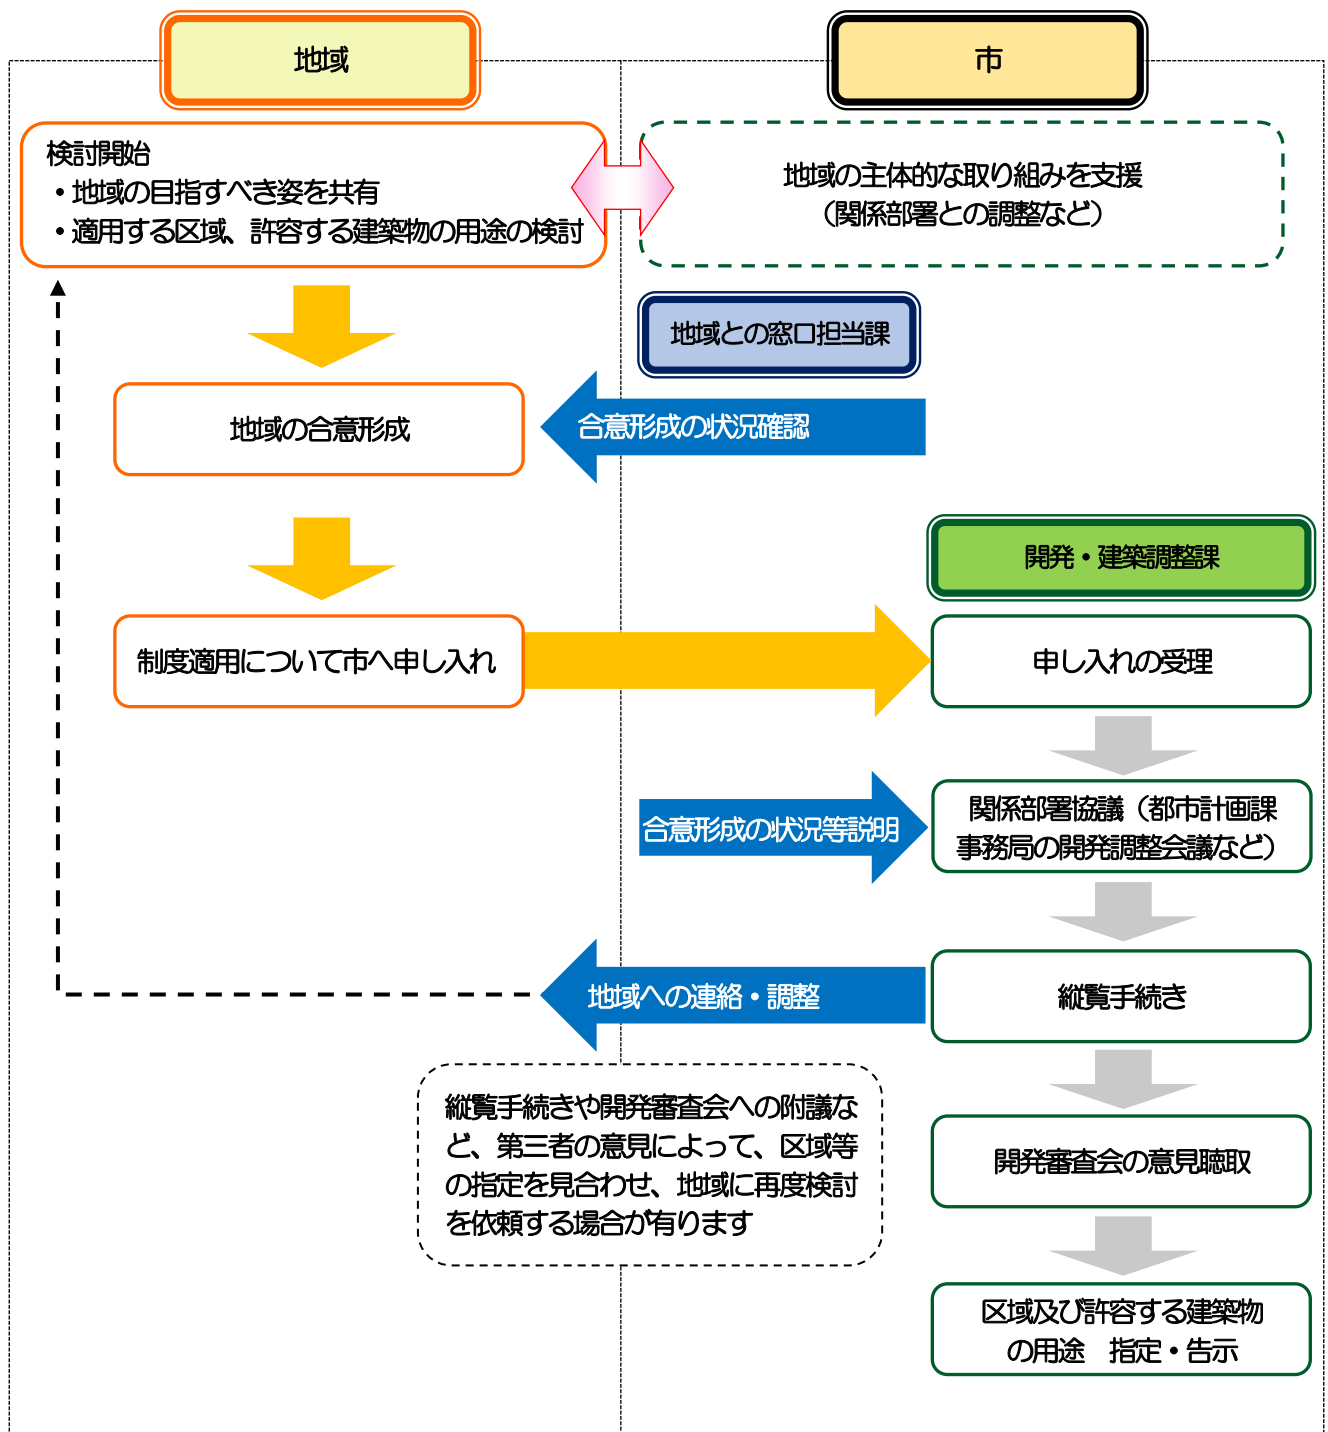 地域
市
検討開始
・地域の目指すべき姿を共有
・適用する区域、許容する建築物の用途の検討
地域の主体的な取り組みを支援
（関係部署との調整など）
地域との窓口担当課
地域の合意形成
合意形成の状況確認
開発・建築調整課
制度適用について市へ申し入れ
申し入れの受理
合意形成の状況等説明
関係部署協議（都市計画課
事務局の開発調整会議など）
地域への連絡・調整
縦覧手続き
縦覧手続きや開発審査会への附議な
ど、第三者の意見によって、区域等
の指定を見合わせ、地域に再度検討
を依頼する場合が有ります
開発審査会の意見聴取
区域及び許容する建築物
の用途　指定・告示